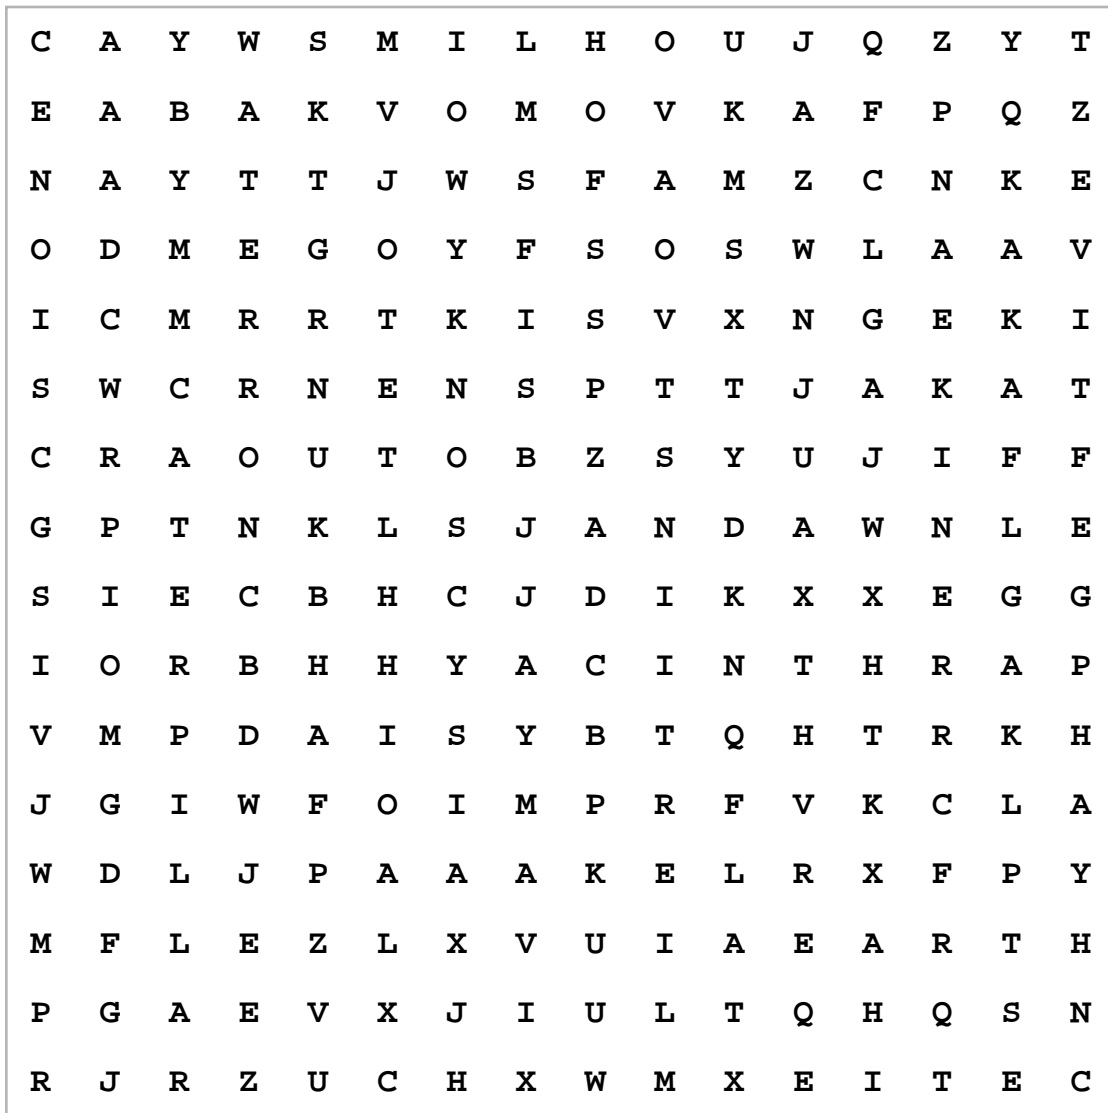 C A Y W S M I L H O U J Q Z Y T
E A B A K V O M O V K A F P Q Z
N A Y T T J W S F A M Z C N K E
O D M E G O Y F S O S W L A A V
I C M R R T K I S V X N G E K I
S W C R N E N S P T T J A K A T
C R A O U T O B Z S Y U J I F F
G P T N K L S J A N D A W N L E
S I E C B H C J D I K X X E G G
I O R B H H Y A C I N T H R A P
V M P D A I S Y B T Q H T R K H
J G I W F O I M P R F V K C L A
W D L J P A A A K E L R X F P Y
M F L E Z L X V U I A E A R T H
P G A E V X J I U L T Q H Q S N
R J R Z U C H X W M X E I T E C